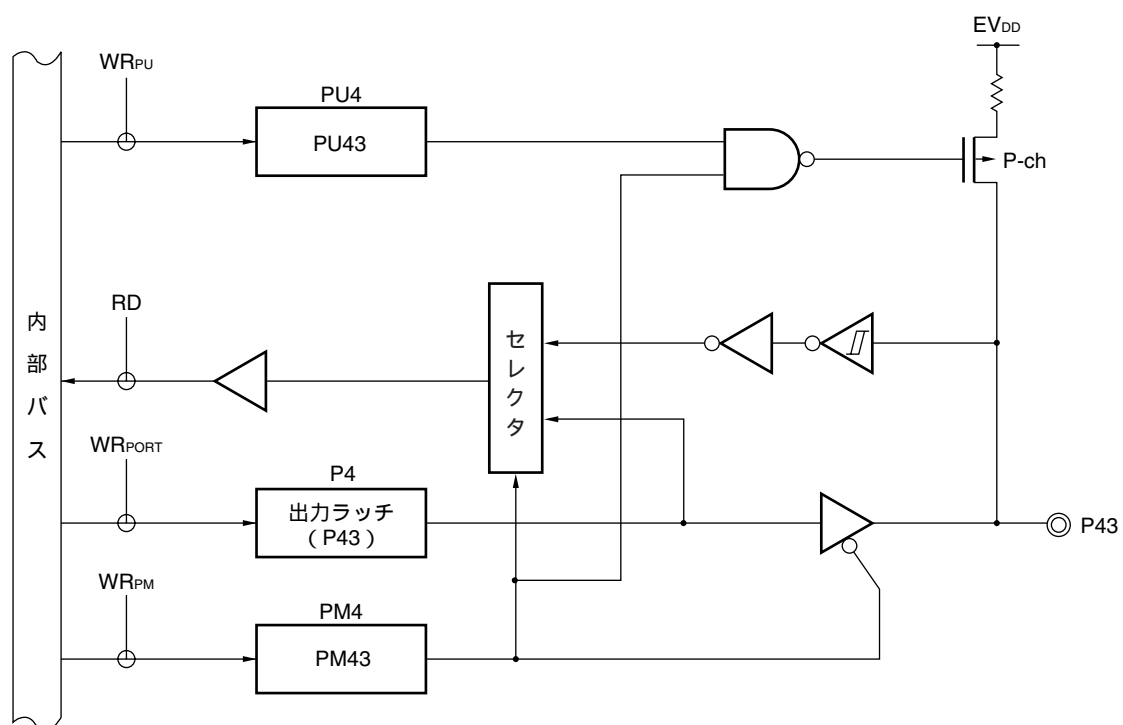 EVDD
WRPU
PU4
PU43
P-ch
RD
内部バス
セレクタ
WRPORT
P4
出力ラッチ
（P43）
P43
WRPM
PM4
PM43